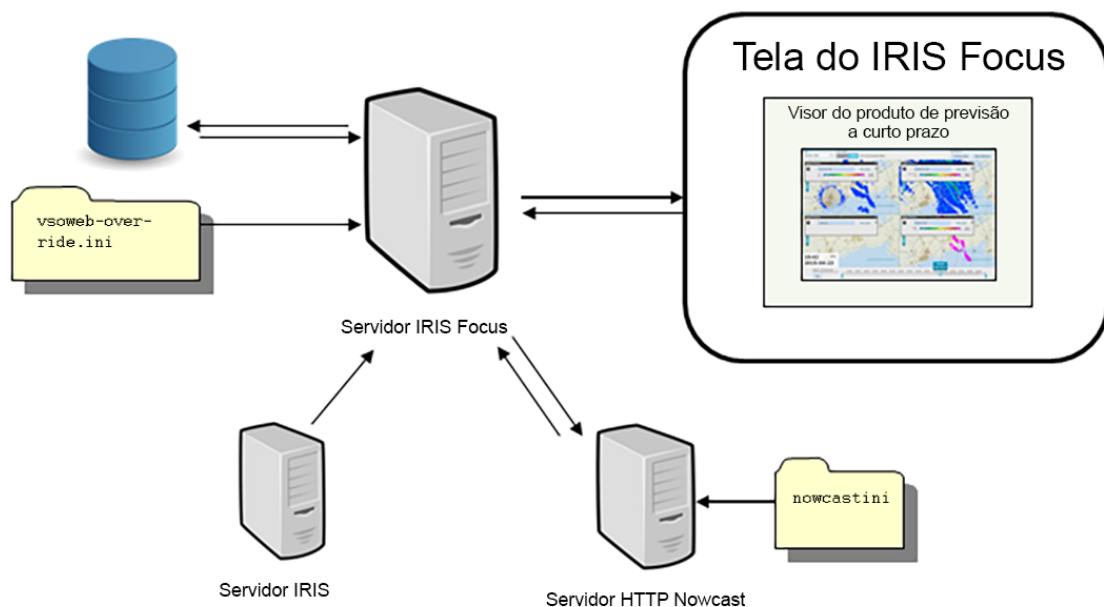 Tela do IRIS Focus
Visor do produto de previsão
a curto prazo
vsoweb-over-
ride.ini
Servidor IRIS Focus
nowcastini
Servidor IRIS
Servidor HTTP Nowcast